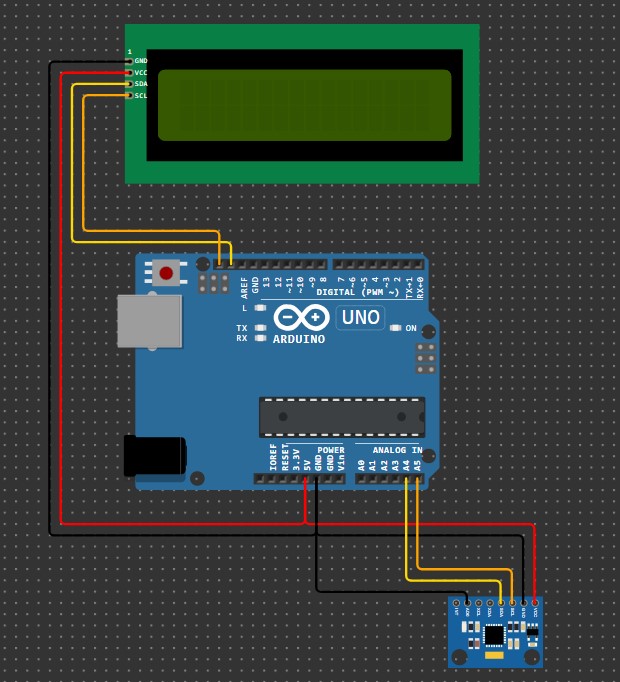 1
GND
VCC
SDA
SCL
AREF
GND
13
12
~11
~10
~9
8
7
~6
~5
4
~3
2
TX→1
RX←0
DIGITAL (PWM ~)
L
TX
RX
UNO
ON
ARDUINO
POWER
ANALOG IN
IOREF
RESET
3.3V
5V
GND
GND
Vin
A0
A1
A2
A3
A4
A5
INT
AD0
XCL
XDA
SDA
SCL
GND
VCC